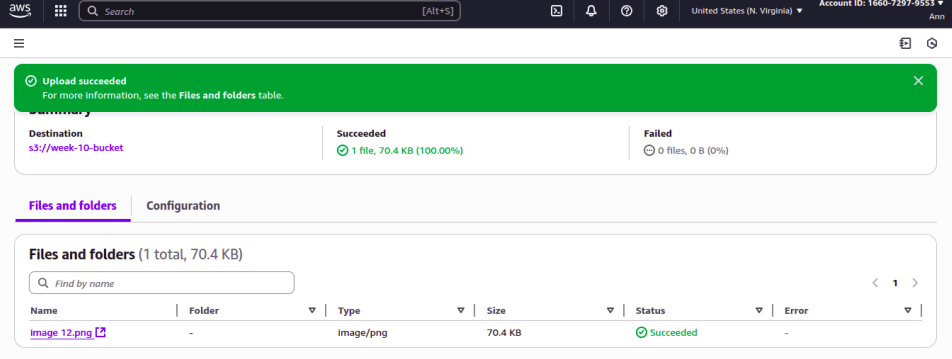 aws
Search [Alt+S]
United States (N. Virginia) ▼
Account ID: 1660-7297-9553 ▼
Ann
Upload succeeded
For more information, see the Files and folders table.
Summary
Destination
s3://week-10-bucket
Succeeded
1 file, 70.4 KB (100.00%)
Failed
0 files, 0 B (0%)
Files and folders Configuration
Files and folders (1 total, 70.4 KB)
Find by name
1
Name Folder Type Size Status Error
image 12.png - image/png 70.4 KB Succeeded -